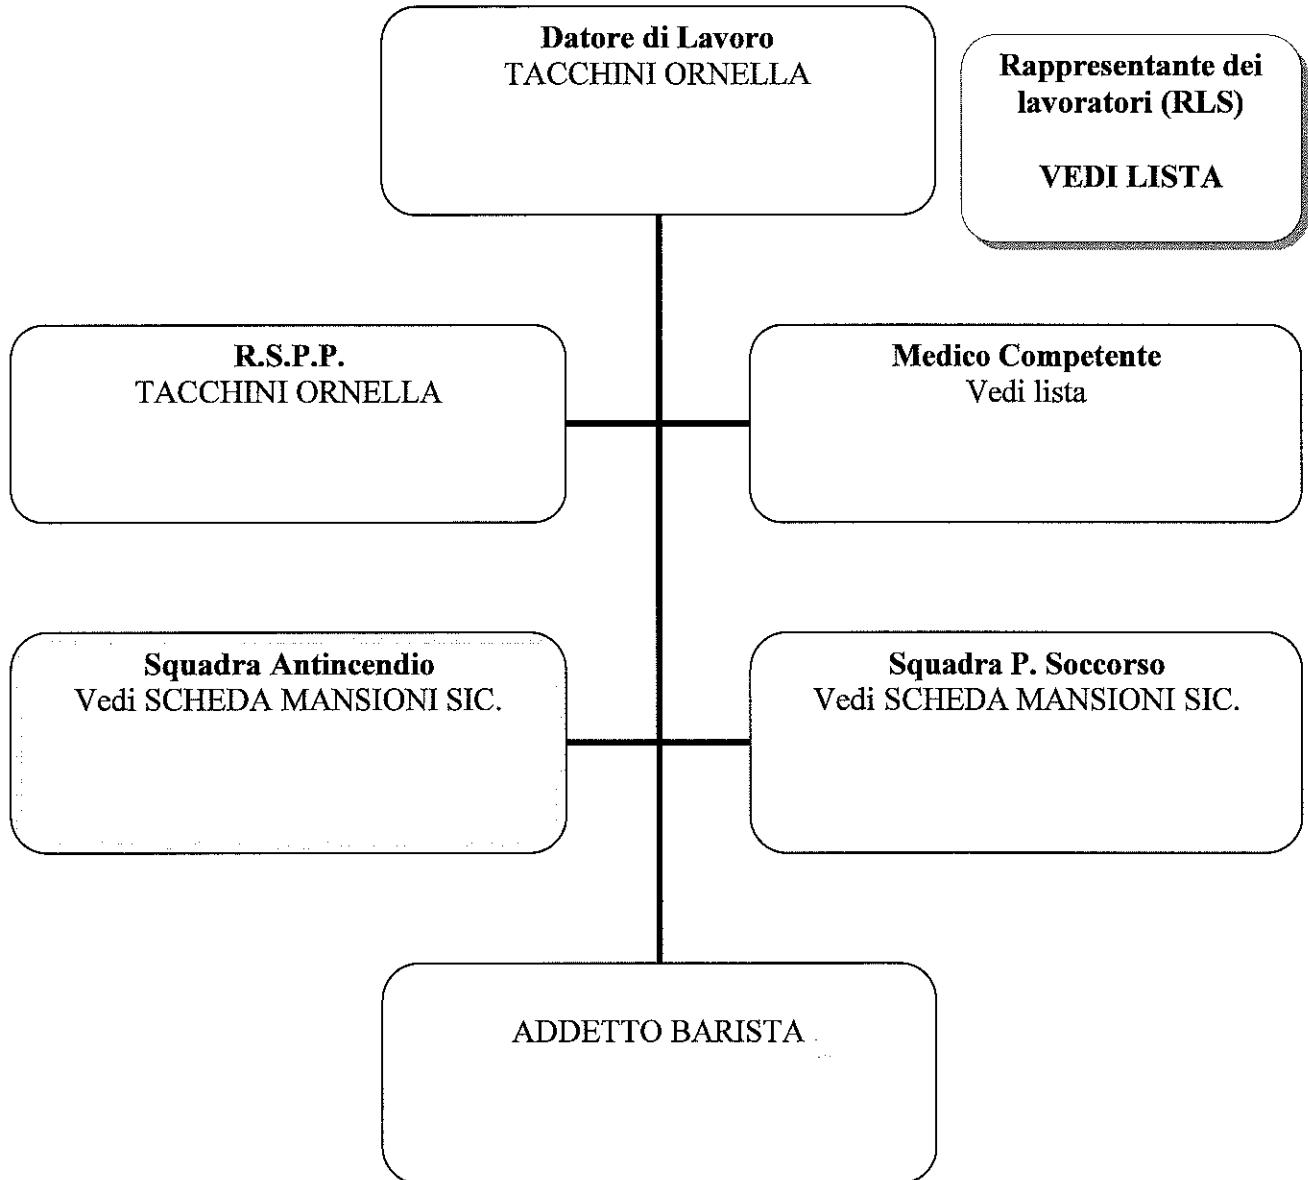 Datore di Lavoro
TACCHINI ORNELLA
Rappresentante dei
lavoratori (RLS)
VEDI LISTA
R.S.P.P.
TACCHINI ORNELLA
Medico Competente
Vedi lista
Squadra Antincendio
Vedi SCHEDA MANSIONI SIC.
Squadra P. Soccorso
Vedi SCHEDA MANSIONI SIC.
ADDETTO BARISTA